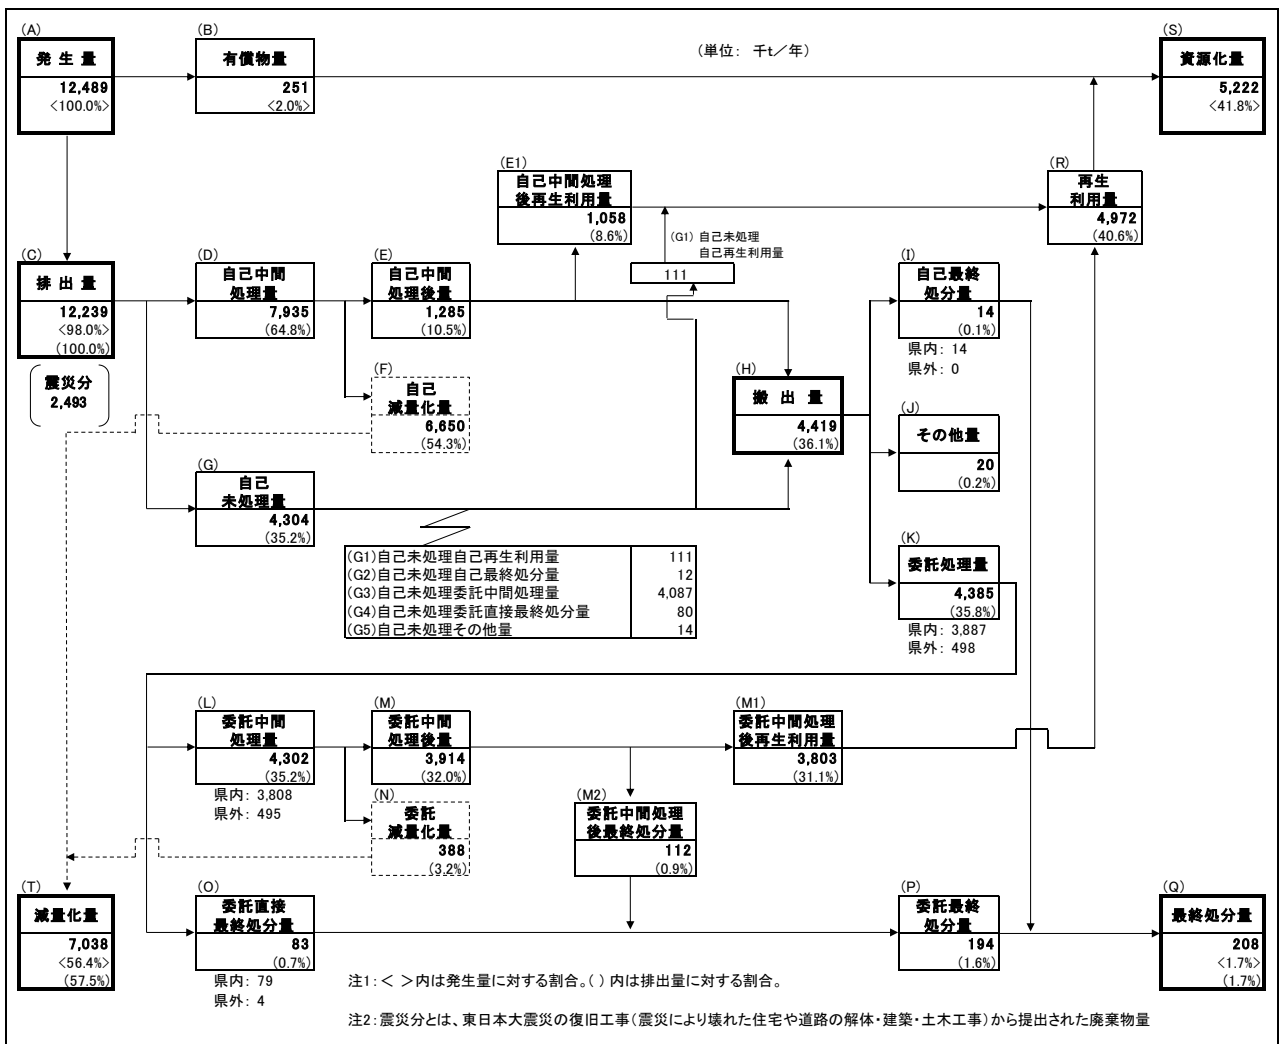 (A)
発 生 量
12,489
<100.0%>
(B)
有償物量
251
<2.0%>
(単位: 千t/年)
(S)
資源化量
5,222
<41.8%>
(E1)
自己中間処理
後再生利用量
1,058
(8.6%)
(G1) 自己未処理
自己再生利用量
111
(R)
再生
利用量
4,972
(40.6%)
(C)
排 出 量
12,239
<98.0%>
(100.0%)
震災分
2,493
(D)
自己中間
処理量
7,935
(64.8%)
(E)
自己中間
処理後量
1,285
(10.5%)
(F)
自己
減量化量
6,650
(54.3%)
(G)
自己
未処理量
4,304
(35.2%)
(H)
搬 出 量
4,419
(36.1%)
(I)
自己最終
処分量
14
(0.1%)
県内: 14
県外: 0
(J)
その他量
20
(0.2%)
(K)
委託処理量
4,385
(35.8%)
県内: 3,887
県外: 498
(G1)自己未処理自己再生利用量 111
(G2)自己未処理自己最終処分量 12
(G3)自己未処理委託中間処理量 4,087
(G4)自己未処理委託直接最終処分量 80
(G5)自己未処理その他量 14
(L)
委託中間
処理量
4,302
(35.2%)
県内: 3,808
県外: 495
(M)
委託中間
処理後量
3,914
(32.0%)
(N)
委託
減量化量
388
(3.2%)
(M1)
委託中間処理
後再生利用量
3,803
(31.1%)
(M2)
委託中間処理
後最終処分量
112
(0.9%)
(T)
減量化量
7,038
<56.4%>
(57.5%)
(O)
委託直接
最終処分量
83
(0.7%)
県内: 79
県外: 4
(P)
委託最終
処分量
194
(1.6%)
(Q)
最終処分量
208
<1.7%>
(1.7%)
注1:< >内は発生量に対する割合。( )内は排出量に対する割合。
注2:震災分とは、東日本大震災の復旧工事(震災により壊れた住宅や道路の解体・建築・土木工事)から提出された廃棄物量